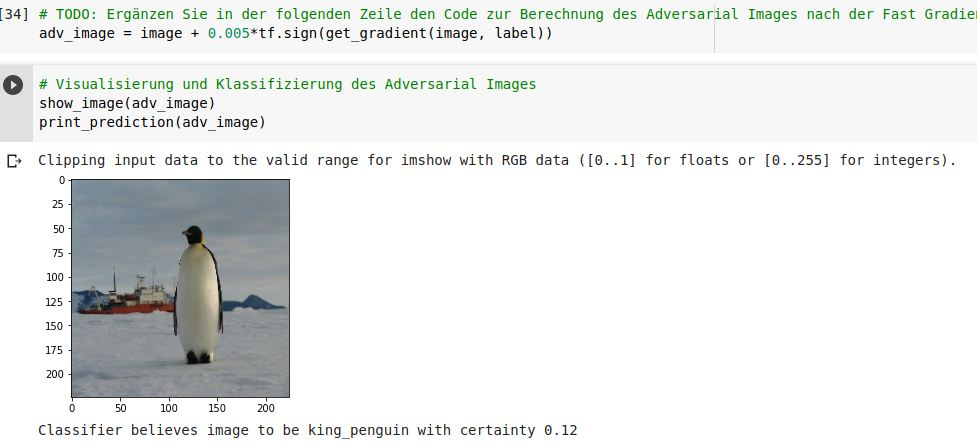 [34] # TODO: Ergänzen Sie in der folgenden Zeile den Code zur Berechnung des Adversarial Images nach der Fast
adv_image = image + 0.005*tf.sign(get_gradient(image, label))
# Visualisierung und Klassifizierung des Adversarial Images
show_image(adv_image)
print_prediction(adv_image)
Clipping input data to the valid range for imshow with RGB data ([0..1] for floats or [0..255] for integers).
0
25
50
75
100
125
150
175
200
0 50 100 150 200
Classifier believes image to be king_penguin with certainty 0.12